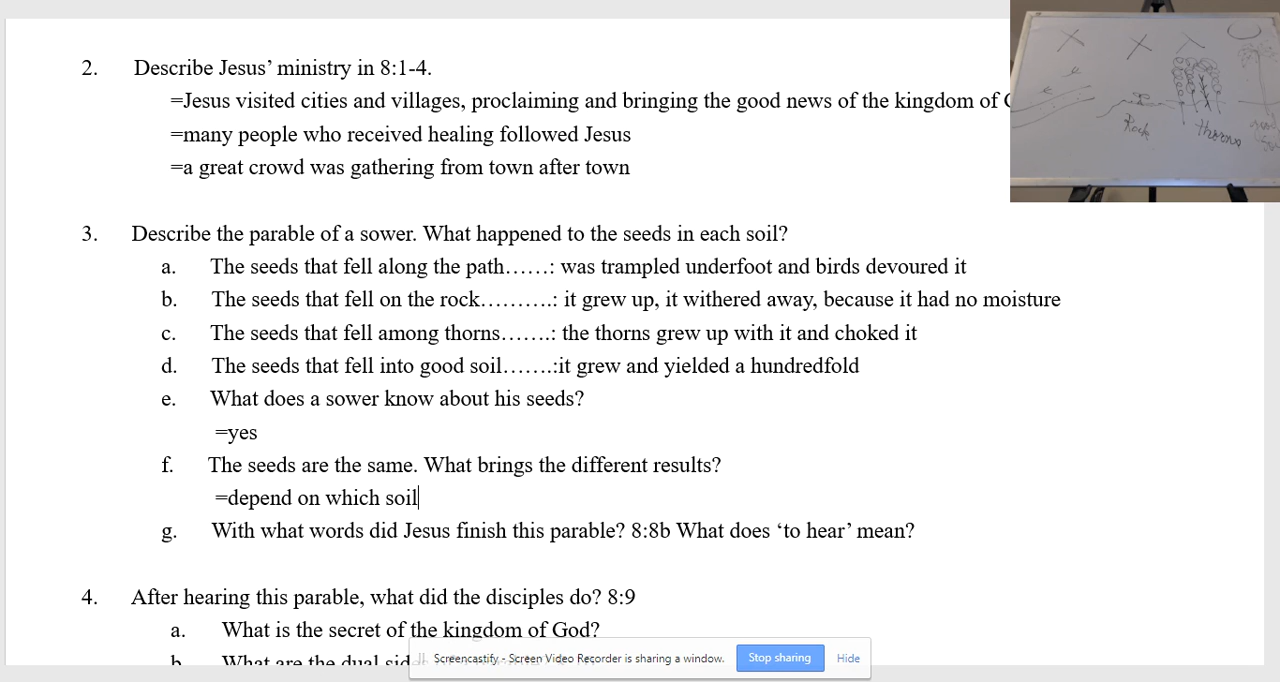 2. Describe Jesus’ ministry in 8:1-4.
=Jesus visited cities and villages, proclaiming and bringing the good news of the kingdom of
=many people who received healing followed Jesus
=a great crowd was gathering from town after town
Rock
thorns
3. Describe the parable of a sower. What happened to the seeds in each soil?
a. The seeds that fell along the path……: was trampled underfoot and birds devoured it
b. The seeds that fell on the rock……….: it grew up, it withered away, because it had no moisture
c. The seeds that fell among thorns…….: the thorns grew up with it and choked it
d. The seeds that fell into good soil…….:it grew and yielded a hundredfold
e. What does a sower know about his seeds?
=yes
f. The seeds are the same. What brings the different results?
=depend on which soil
g. With what words did Jesus finish this parable? 8:8b What does ‘to hear’ mean?
4. After hearing this parable, what did the disciples do? 8:9
a. What is the secret of the kingdom of God?
b. What are the dual
Screencastify - Screen Video Recorder is sharing a window. Stop sharing Hide